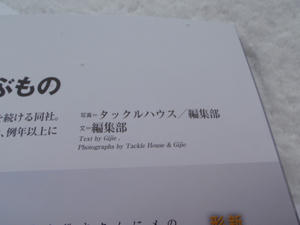 ぶもの
を続ける同社。
、例年以上に
写真=タックルハウス／編集部
文=編集部
Text by Gijie,
Photographs by Tackle House & Gijie